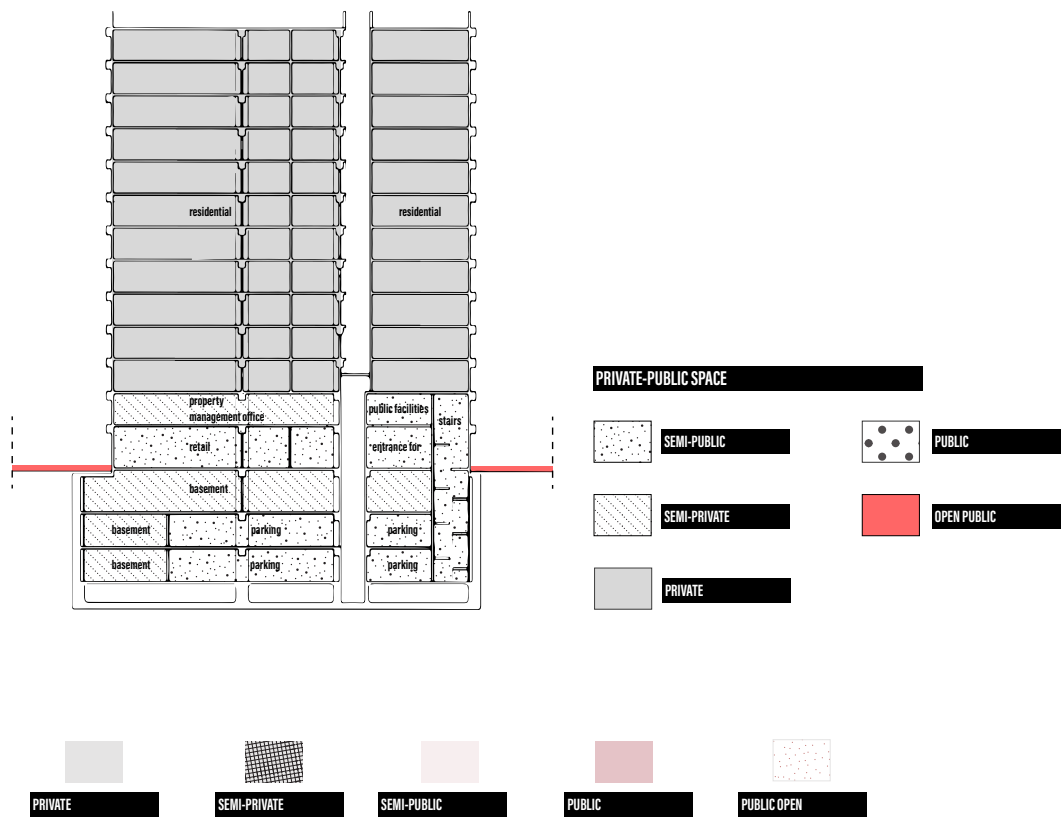 residential
residential
property
management office
public facilities
stairs
retail
entrance for
basement
basement
parking
parking
basement
parking
parking
PRIVATE-PUBLIC SPACE
SEMI-PUBLIC
PUBLIC
SEMI-PRIVATE
OPEN PUBLIC
PRIVATE
PRIVATE
SEMI-PRIVATE
SEMI-PUBLIC
PUBLIC
PUBLIC OPEN